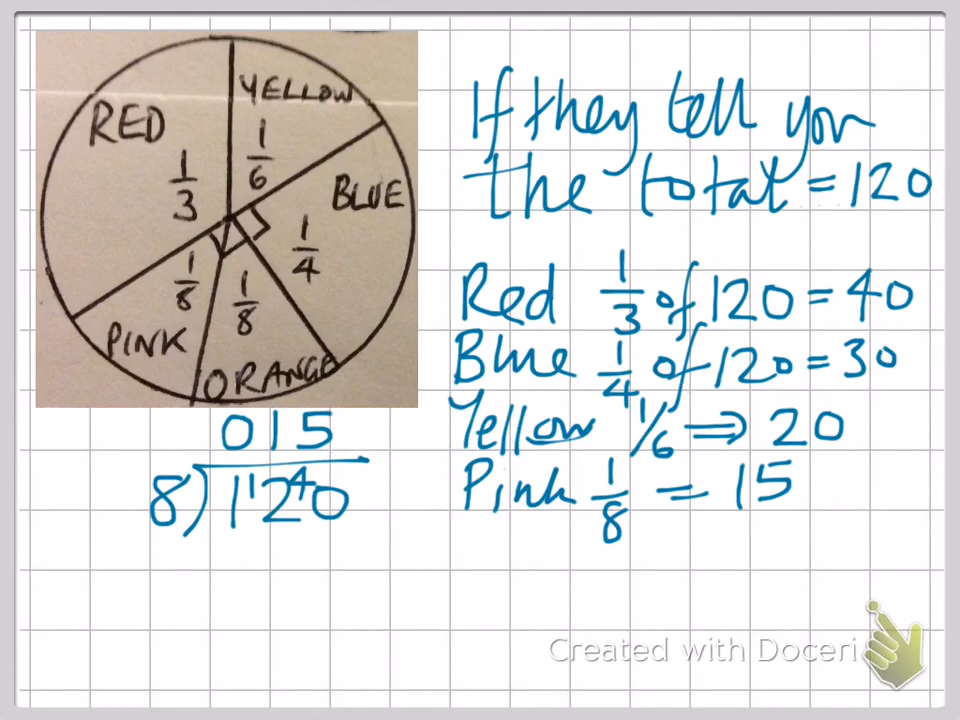 RED
1/3
YELLOW
1/6
BLUE
1/4
1/8
PINK
1/8
ORANGE
If they tell you
the total = 120
Red 1/3 of 120 = 40
Blue 1/4 of 120 = 30
Yellow 1/6 ⇒ 20
Pink 1/8 = 15
015
8)1¹2⁴0
Created with Doceri